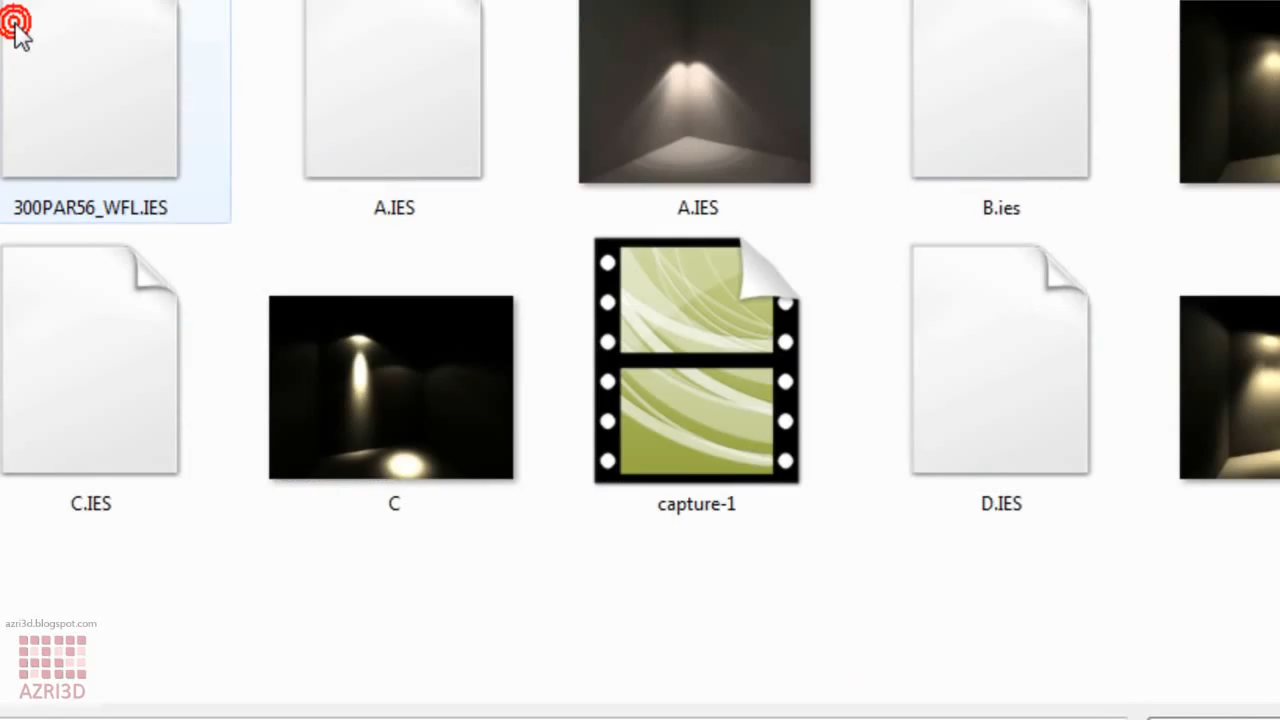 300PAR56_WFL.IES
A.IES
A.IES
B.ies
C.IES
C
capture-1
D.IES
azri3d.blogspot.com
AZRI3D